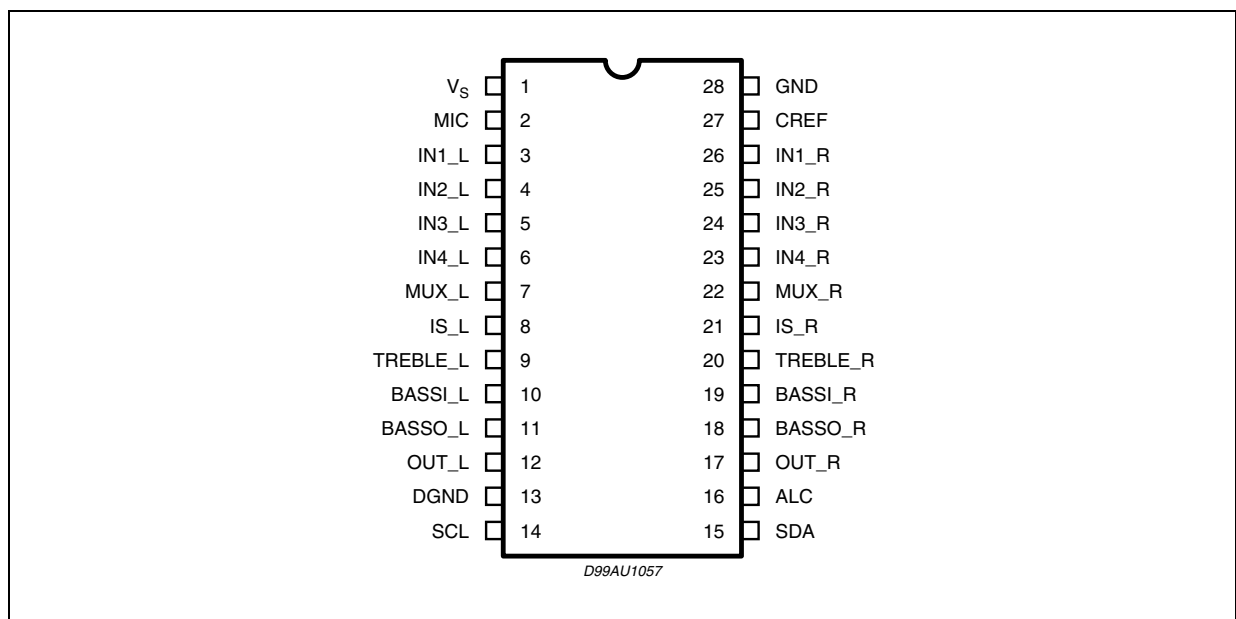 VS 1 28 GND
MIC 2 27 CREF
IN1_L 3 26 IN1_R
IN2_L 4 25 IN2_R
IN3_L 5 24 IN3_R
IN4_L 6 23 IN4_R
MUX_L 7 22 MUX_R
IS_L 8 21 IS_R
TREBLE_L 9 20 TREBLE_R
BASSI_L 10 19 BASSI_R
BASSO_L 11 18 BASSO_R
OUT_L 12 17 OUT_R
DGND 13 16 ALC
SCL 14 15 SDA
D99AU1057